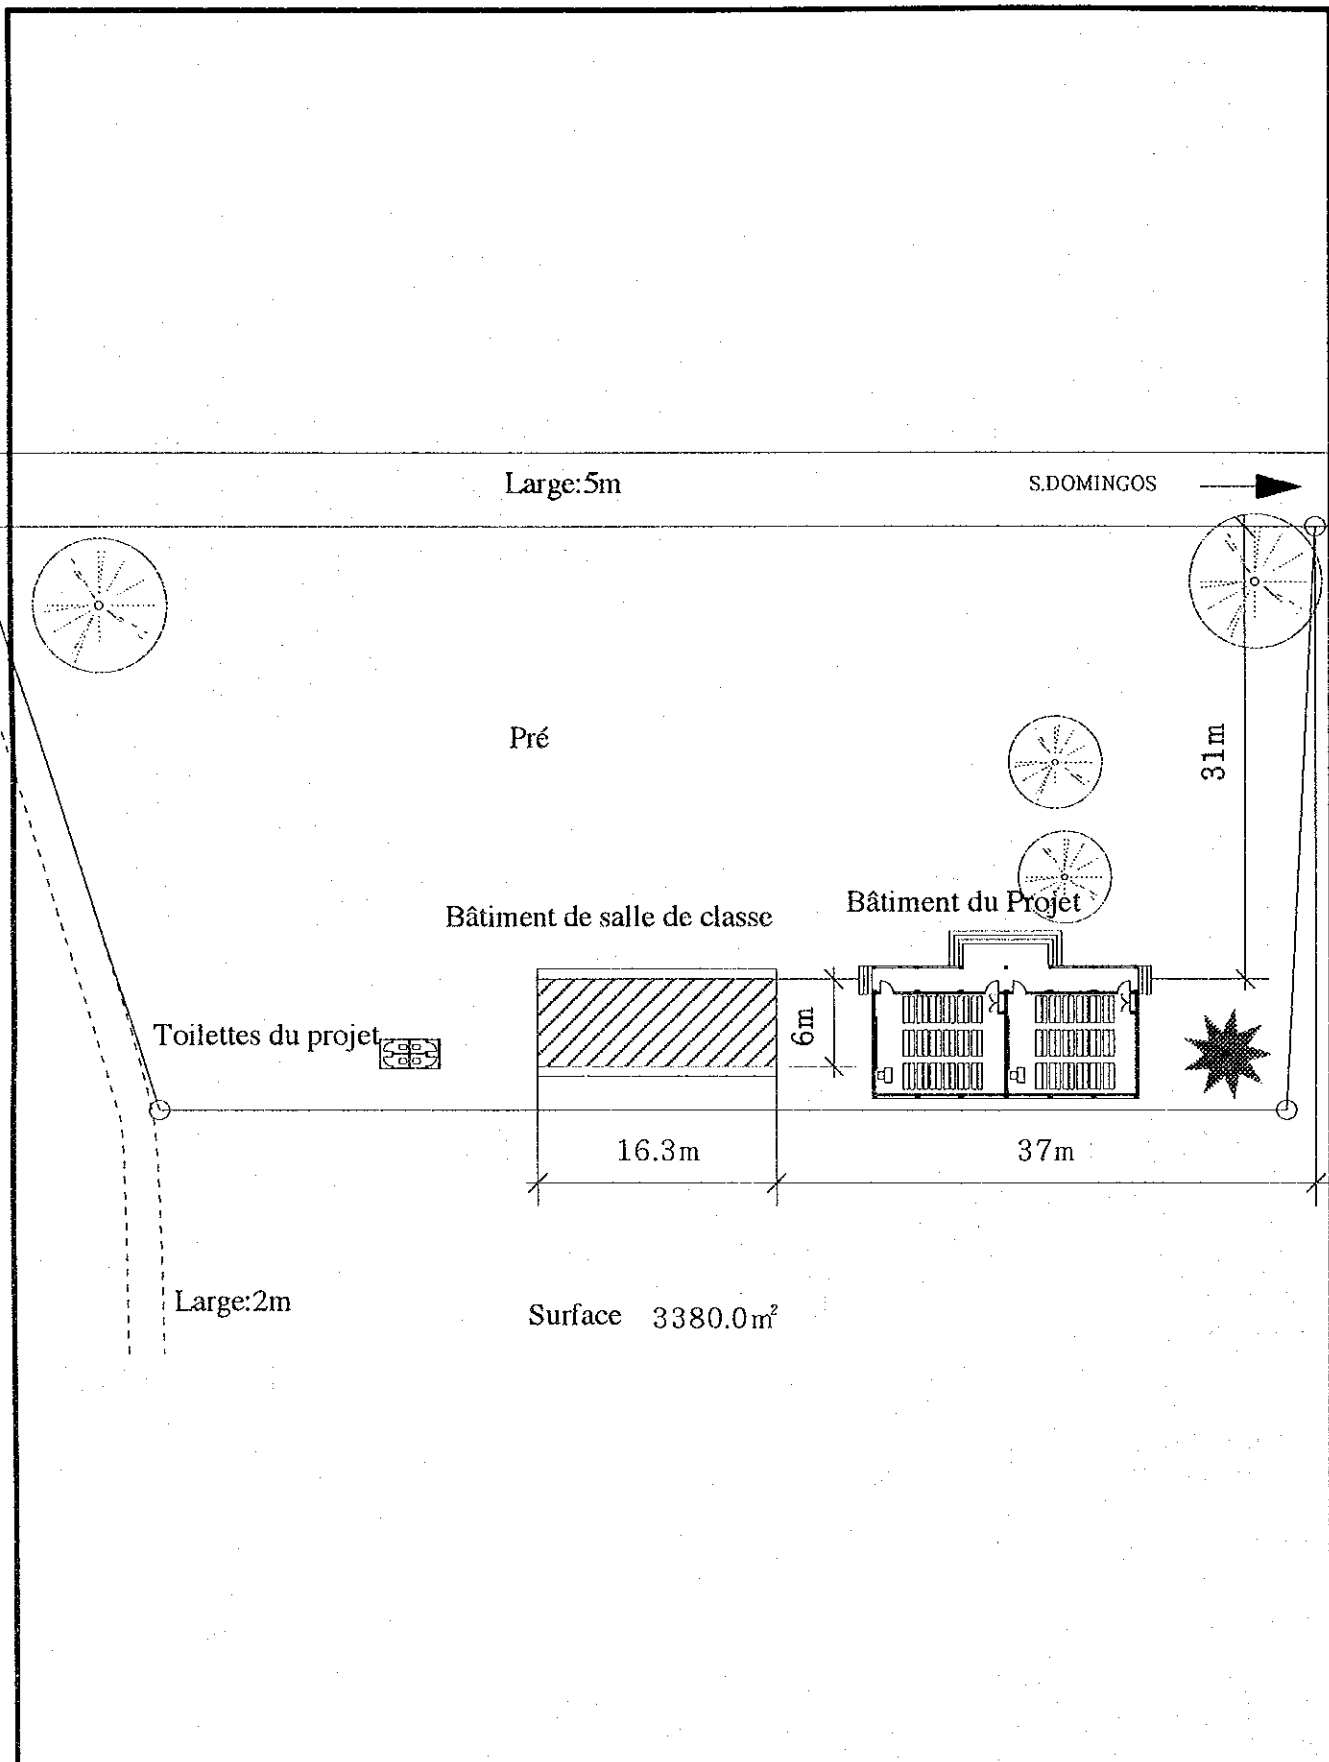 Large:5m
S.DOMINGOS
Pré
31m
Bâtiment de salle de classe
Bâtiment du Projet
Toilettes du projet
6m
16.3m
37m
Large:2m
Surface 3380.0㎡